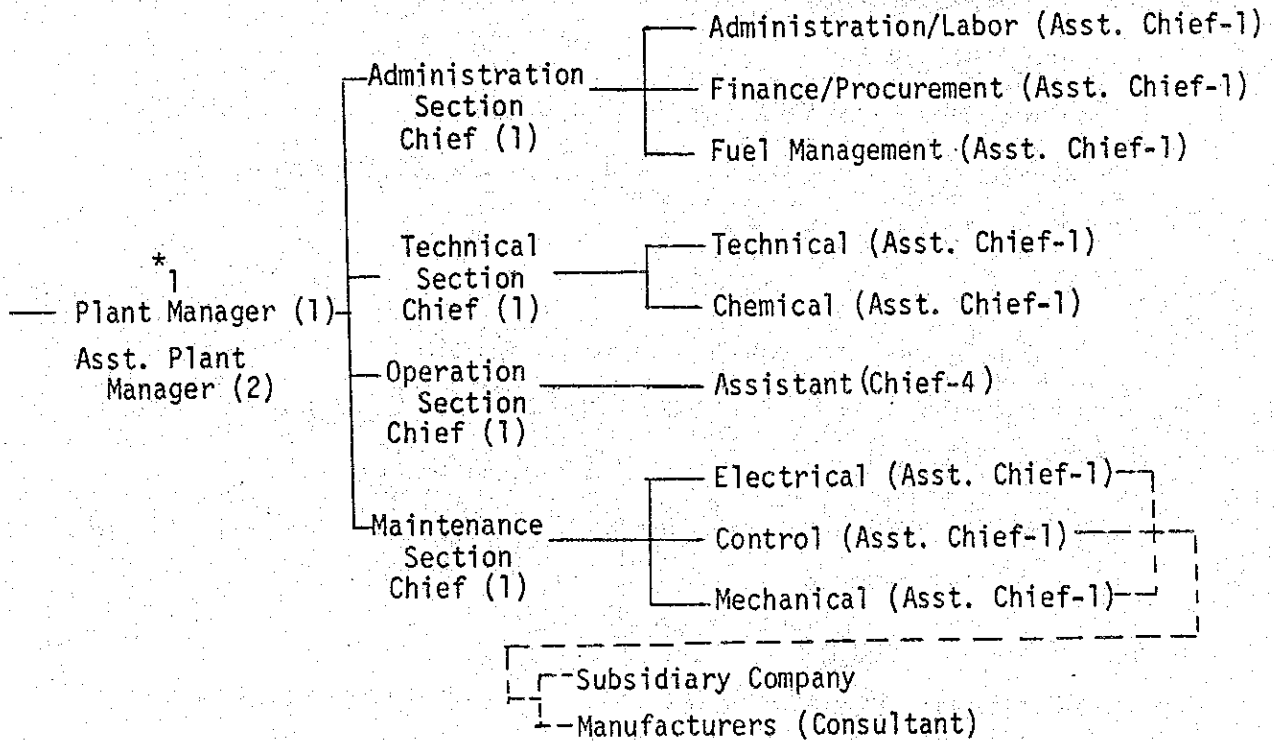 Administration/Labor (Asst. Chief-1)
Administration
Section
Chief (1)
Finance/Procurement (Asst. Chief-1)
Fuel Management (Asst. Chief-1)
Technical
Section
Chief (1)
Technical (Asst. Chief-1)
Chemical (Asst. Chief-1)
*1
Plant Manager (1)
Asst. Plant
Manager (2)
Operation
Section
Chief (1)
Assistant (Chief-4)
Maintenance
Section
Chief (1)
Electrical (Asst. Chief-1)
Control (Asst. Chief-1)
Mechanical (Asst. Chief-1)
Subsidiary Company
Manufacturers (Consultant)